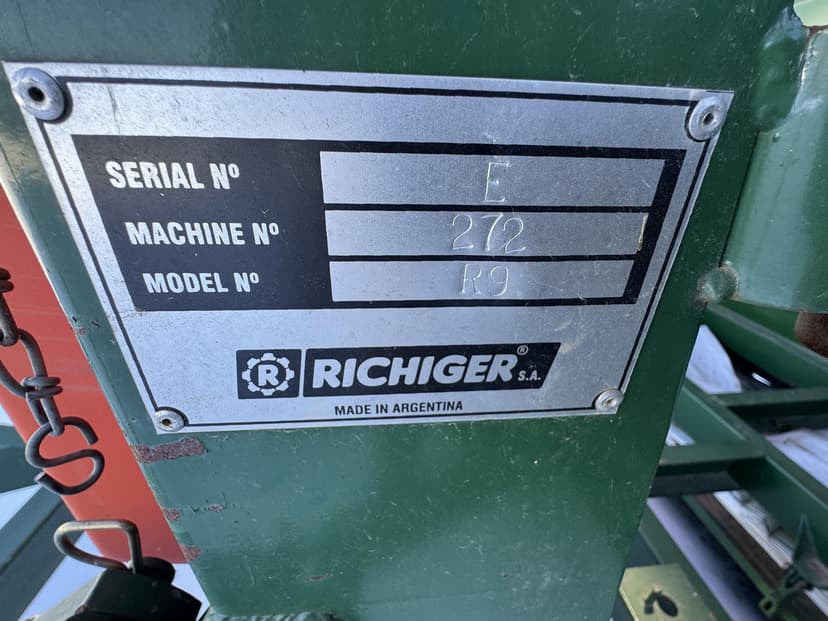 SERIAL Nº E
MACHINE Nº 272
MODEL Nº R9
R RICHIGER® S.A.
MADE IN ARGENTINA